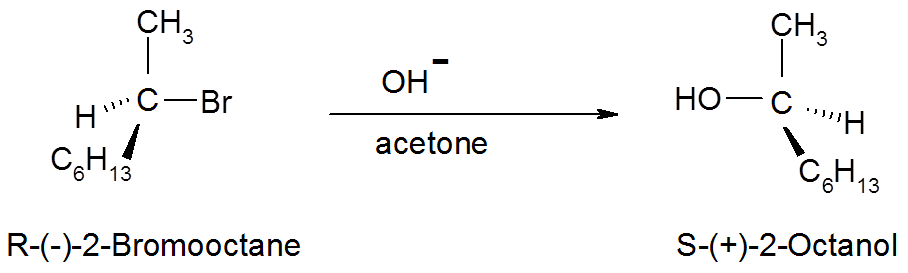 CH₃
H C Br
C₆H₁₃
R-(-)-2-Bromooctane
OH⁻
acetone
CH₃
HO C H
C₆H₁₃
S-(+)-2-Octanol